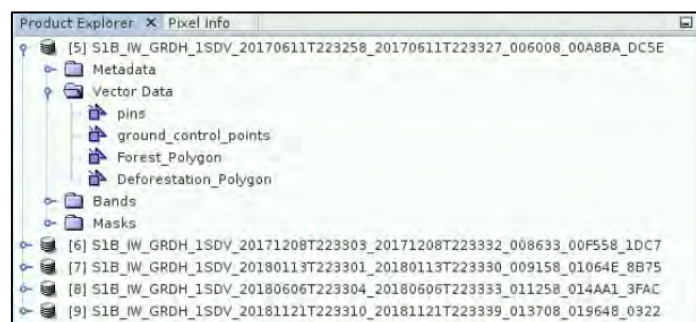 Product Explorer × Pixel Info
[5] S1B_IW_GRDH_1SDV_20170611T223258_20170611T223327_006008_00A8BA_DC5E
Metadata
Vector Data
pins
ground_control_points
Forest_Polygon
Deforestation_Polygon
Bands
Masks
[6] S1B_IW_GRDH_1SDV_20171208T223303_20171208T223332_008633_00F558_1DC7
[7] S1B_IW_GRDH_1SDV_20180113T223301_20180113T223330_009158_01064E_8B75
[8] S1B_IW_GRDH_1SDV_20180606T223304_20180606T223333_011258_014AA1_3FAC
[9] S1B_IW_GRDH_1SDV_20181121T223310_20181121T223339_013708_019648_0322